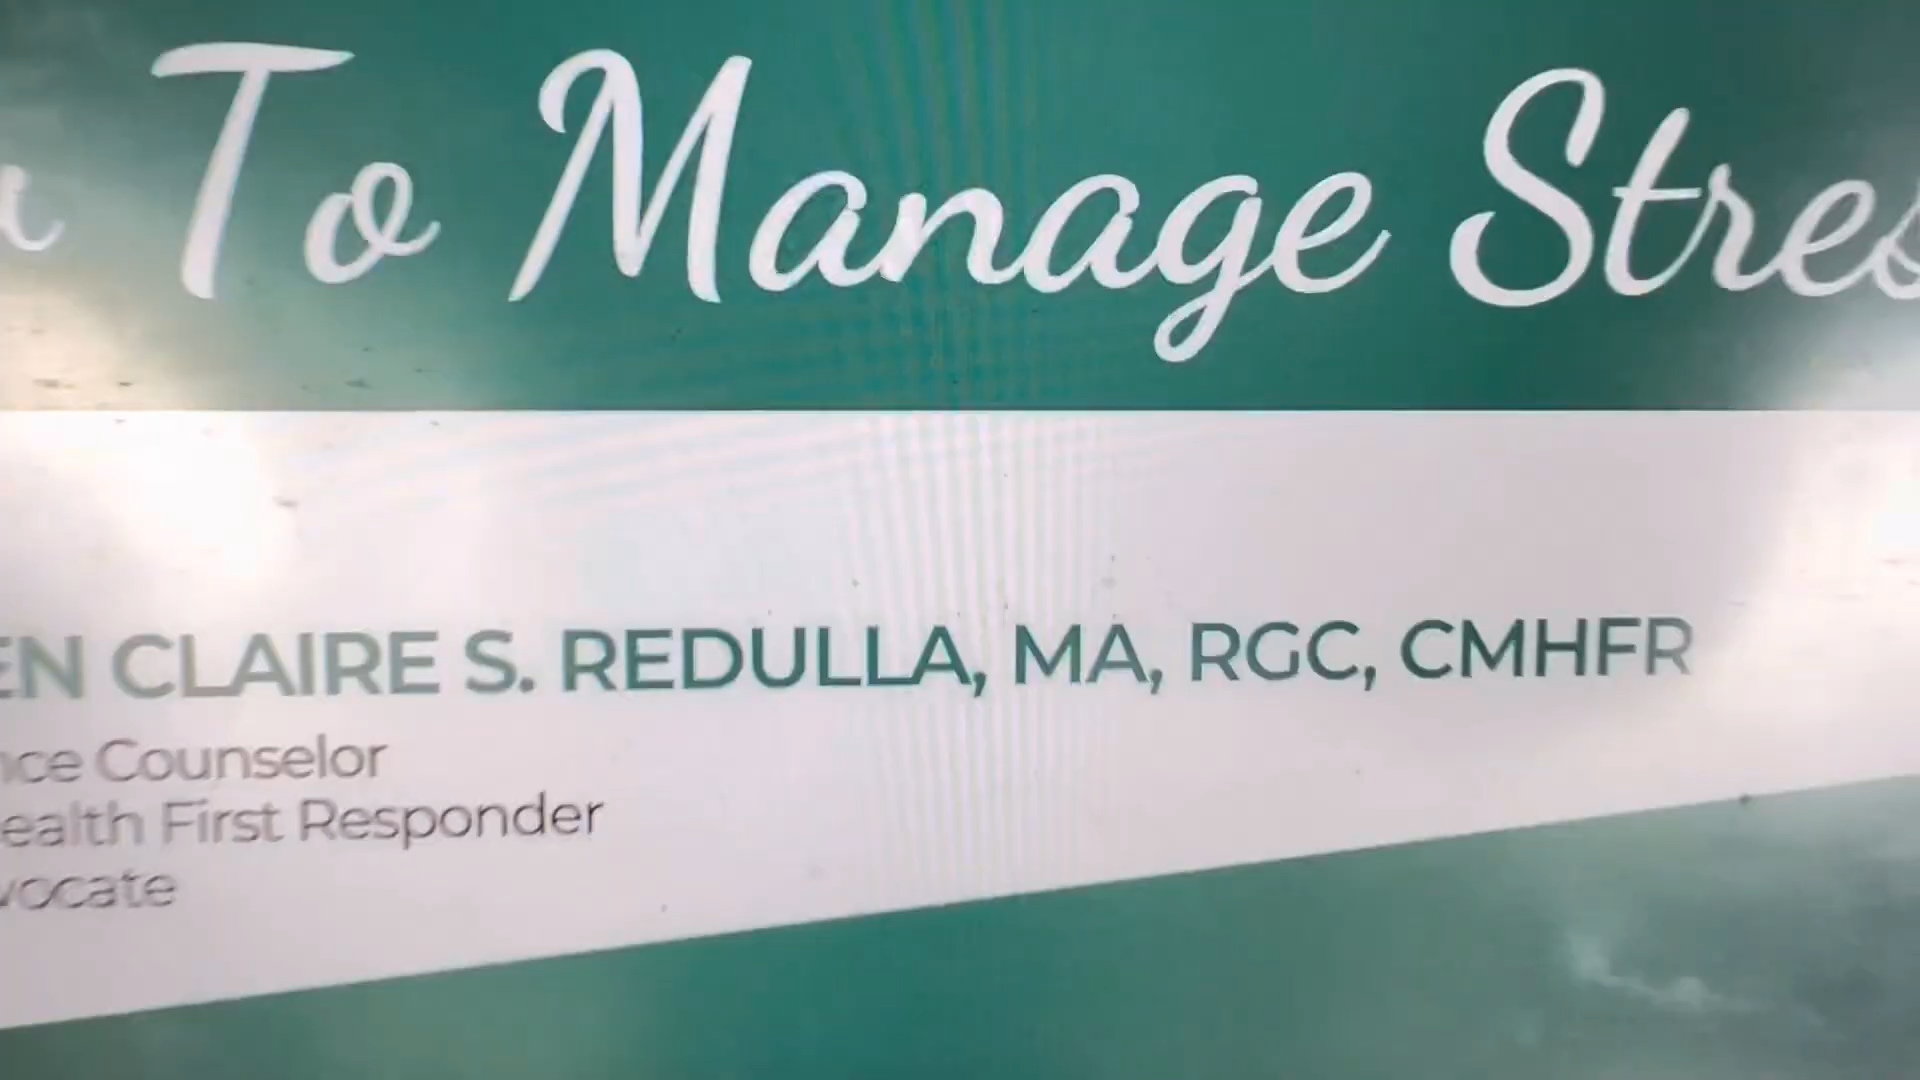 To Manage Stres
EN CLAIRE S. REDULLA, MA, RGC, CMHFR
nce Counselor
ealth First Responder
vocate